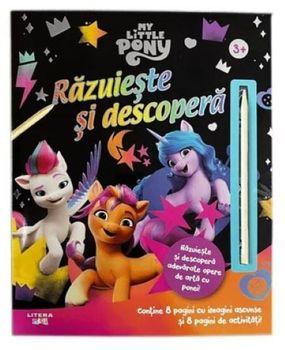 MY
LITTLE
PONY
3+
Răzuiește
și descoperă
Răzuiește
și descoperă
adevărate opere
de artă cu
ponei!
LITERA
Conține 8 pagini cu imagini ascunse
și 8 pagini de activități!